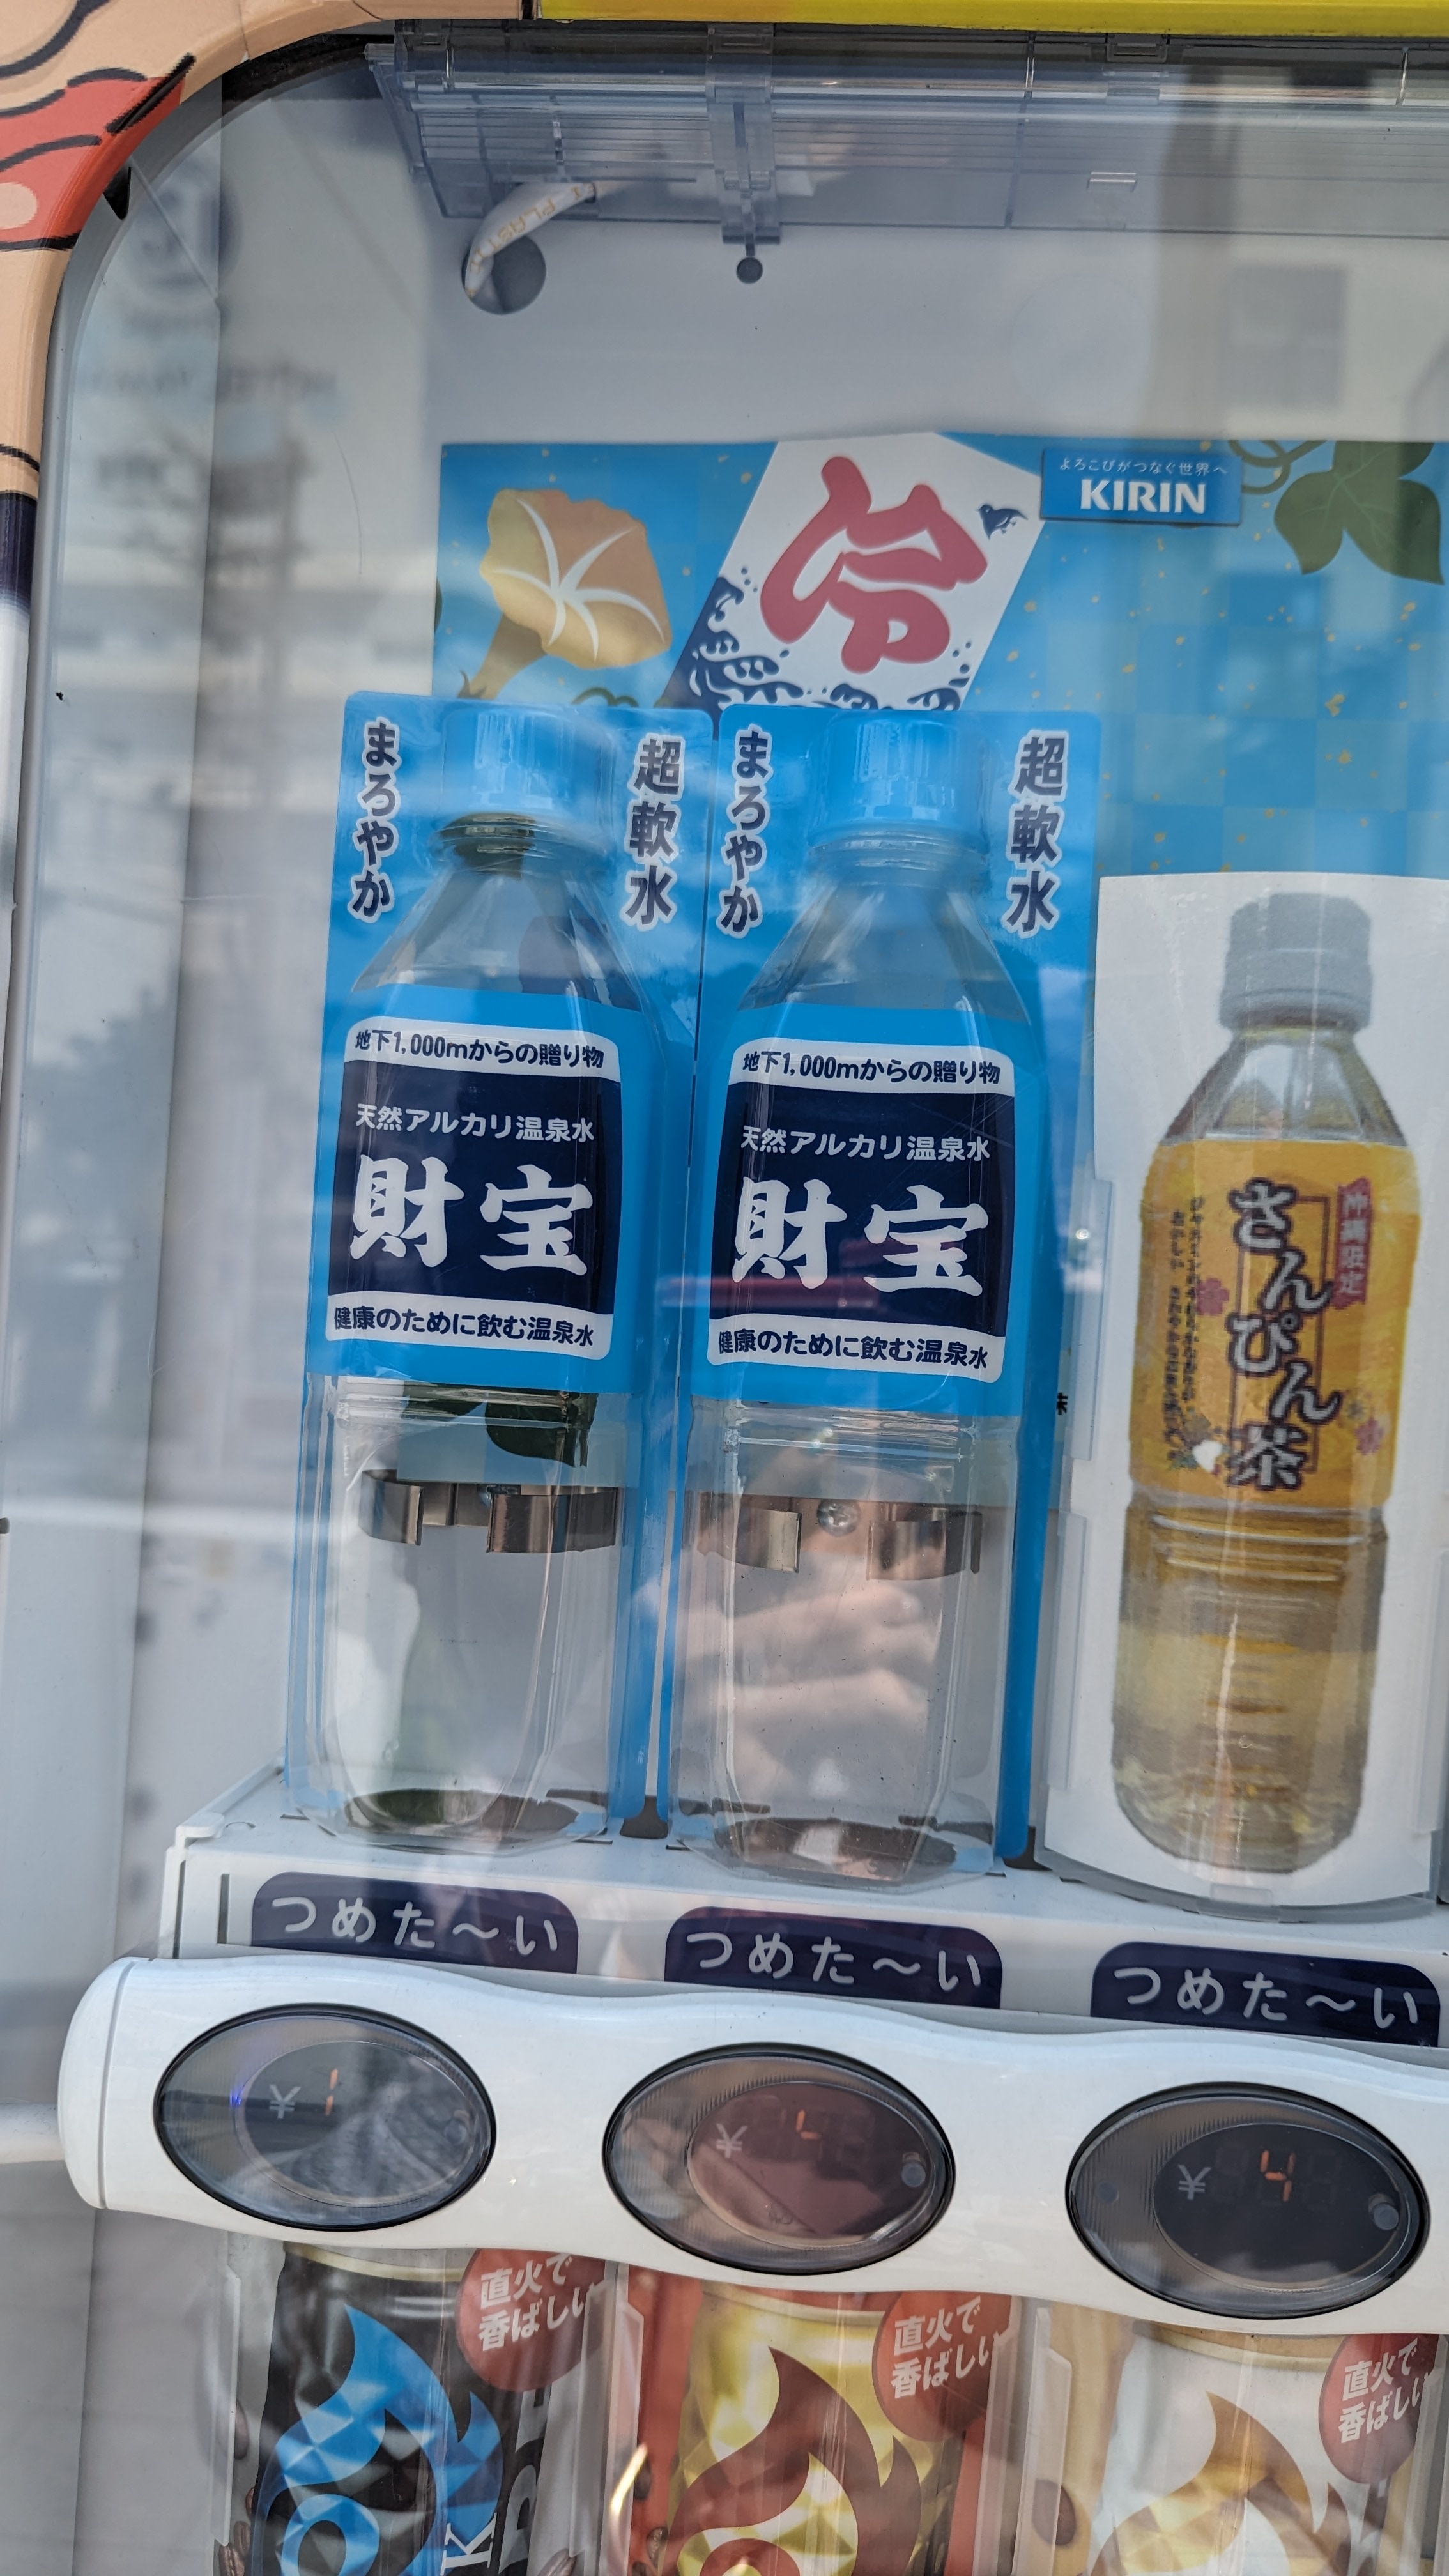 よろこびがつなぐ世界へ
KIRIN
冷
まろやか
超軟水
まろやか
超軟水
地下1,000mからの贈り物
天然アルカリ温泉水
財宝
健康のために飲む温泉水
地下1,000mからの贈り物
天然アルカリ温泉水
財宝
健康のために飲む温泉水
沖縄限定
さんぴん茶
つめた〜い
つめた〜い
つめた〜い
¥
¥
¥
直火で
香ばしい
直火で
香ばしい
直火で
香ばしい